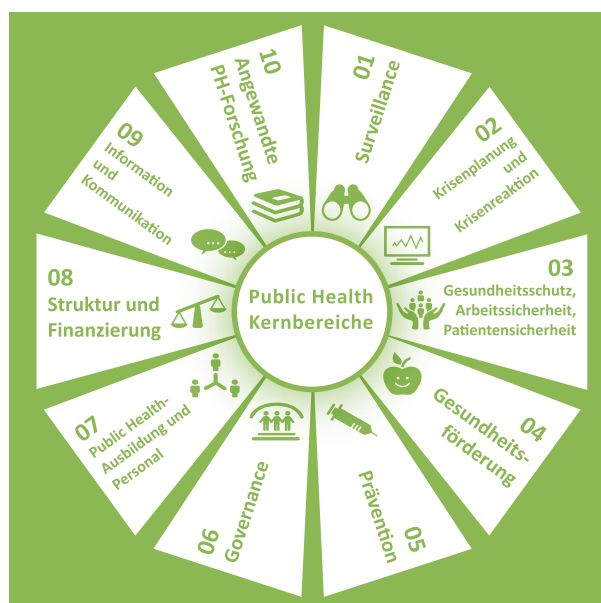 Public Health
Kernbereiche
01
Surveillance
02
Krisenplanung
und
Krisenreaktion
03
Gesundheitsschutz,
Arbeitssicherheit,
Patientensicherheit
04
Gesundheits-
förderung
05
Prävention
06
Governance
07
Public Health-
Ausbildung und
Personal
08
Struktur und
Finanzierung
09
Information
und
Kommunikation
10
Angewandte
PH-Forschung